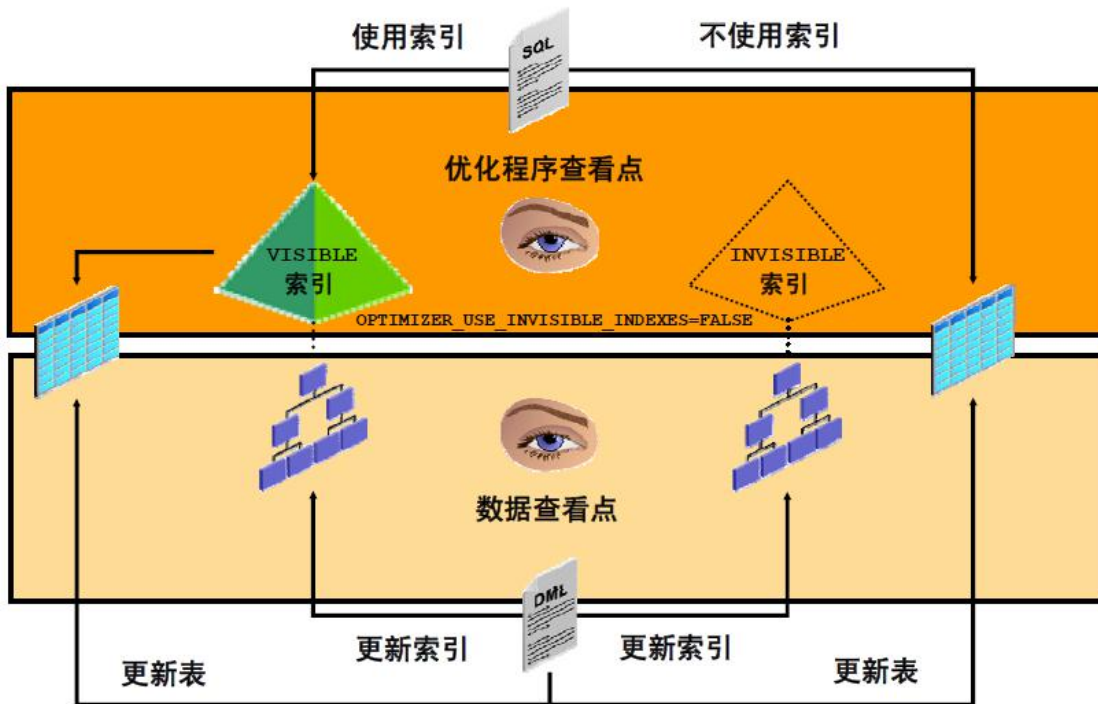 使用索引
SQL
不使用索引
优化程序查看点
VISIBLE
索引
INVISIBLE
索引
OPTIMIZER_USE_INVISIBLE_INDEXES=FALSE
数据查看点
DML
更新索引
更新索引
更新表
更新表